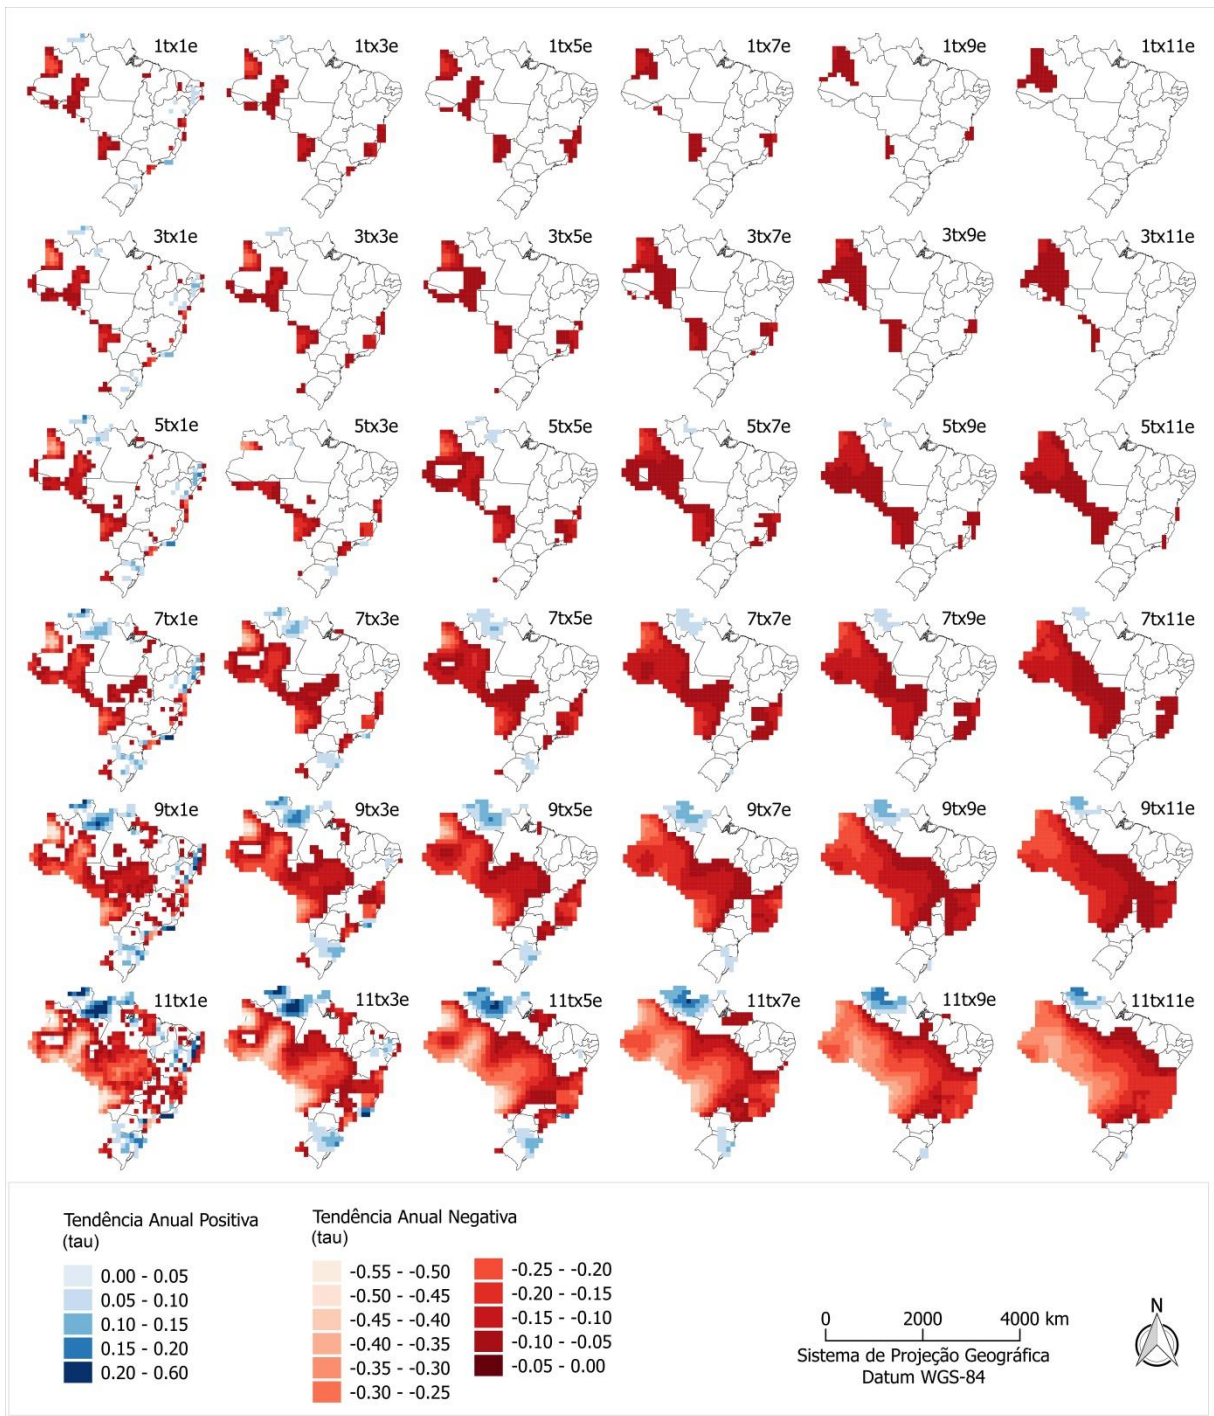 1tx1e 1tx3e 1tx5e 1tx7e 1tx9e 1tx11e
3tx1e 3tx3e 3tx5e 3tx7e 3tx9e 3tx11e
5tx1e 5tx3e 5tx5e 5tx7e 5tx9e 5tx11e
7tx1e 7tx3e 7tx5e 7tx7e 7tx9e 7tx11e
9tx1e 9tx3e 9tx5e 9tx7e 9tx9e 9tx11e
11tx1e 11tx3e 11tx5e 11tx7e 11tx9e 11tx11e
Tendência Anual Positiva
(tau)
0.00 - 0.05
0.05 - 0.10
0.10 - 0.15
0.15 - 0.20
0.20 - 0.60
Tendência Anual Negativa
(tau)
-0.55 - -0.50
-0.50 - -0.45
-0.45 - -0.40
-0.40 - -0.35
-0.35 - -0.30
-0.30 - -0.25
-0.25 - -0.20
-0.20 - -0.15
-0.15 - -0.10
-0.10 - -0.05
-0.05 - 0.00
0 2000 4000 km
Sistema de Projeção Geográfica
Datum WGS-84
N